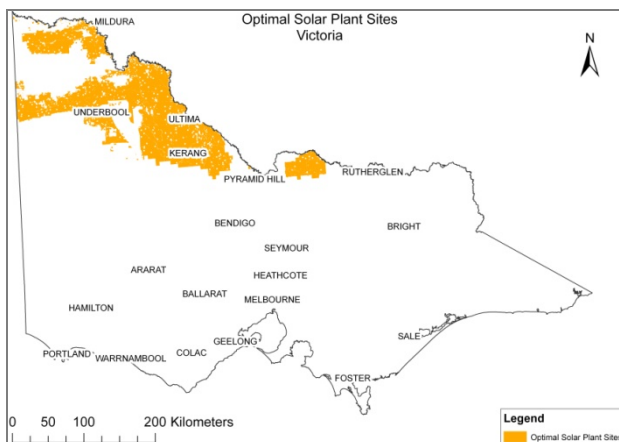 Optimal Solar Plant Sites
Victoria
N
MILDURA
UNDERBOOL
ULTIMA
KERANG
PYRAMID HILL
RUTHERGLEN
BENDIGO
BRIGHT
SEYMOUR
ARARAT
HEATHCOTE
BALLARAT
MELBOURNE
HAMILTON
GEELONG
SALE
PORTLAND
WARRNAMBOOL
COLAC
FOSTER
0 50 100 200 Kilometers
Legend
Optimal Solar Plant Sites